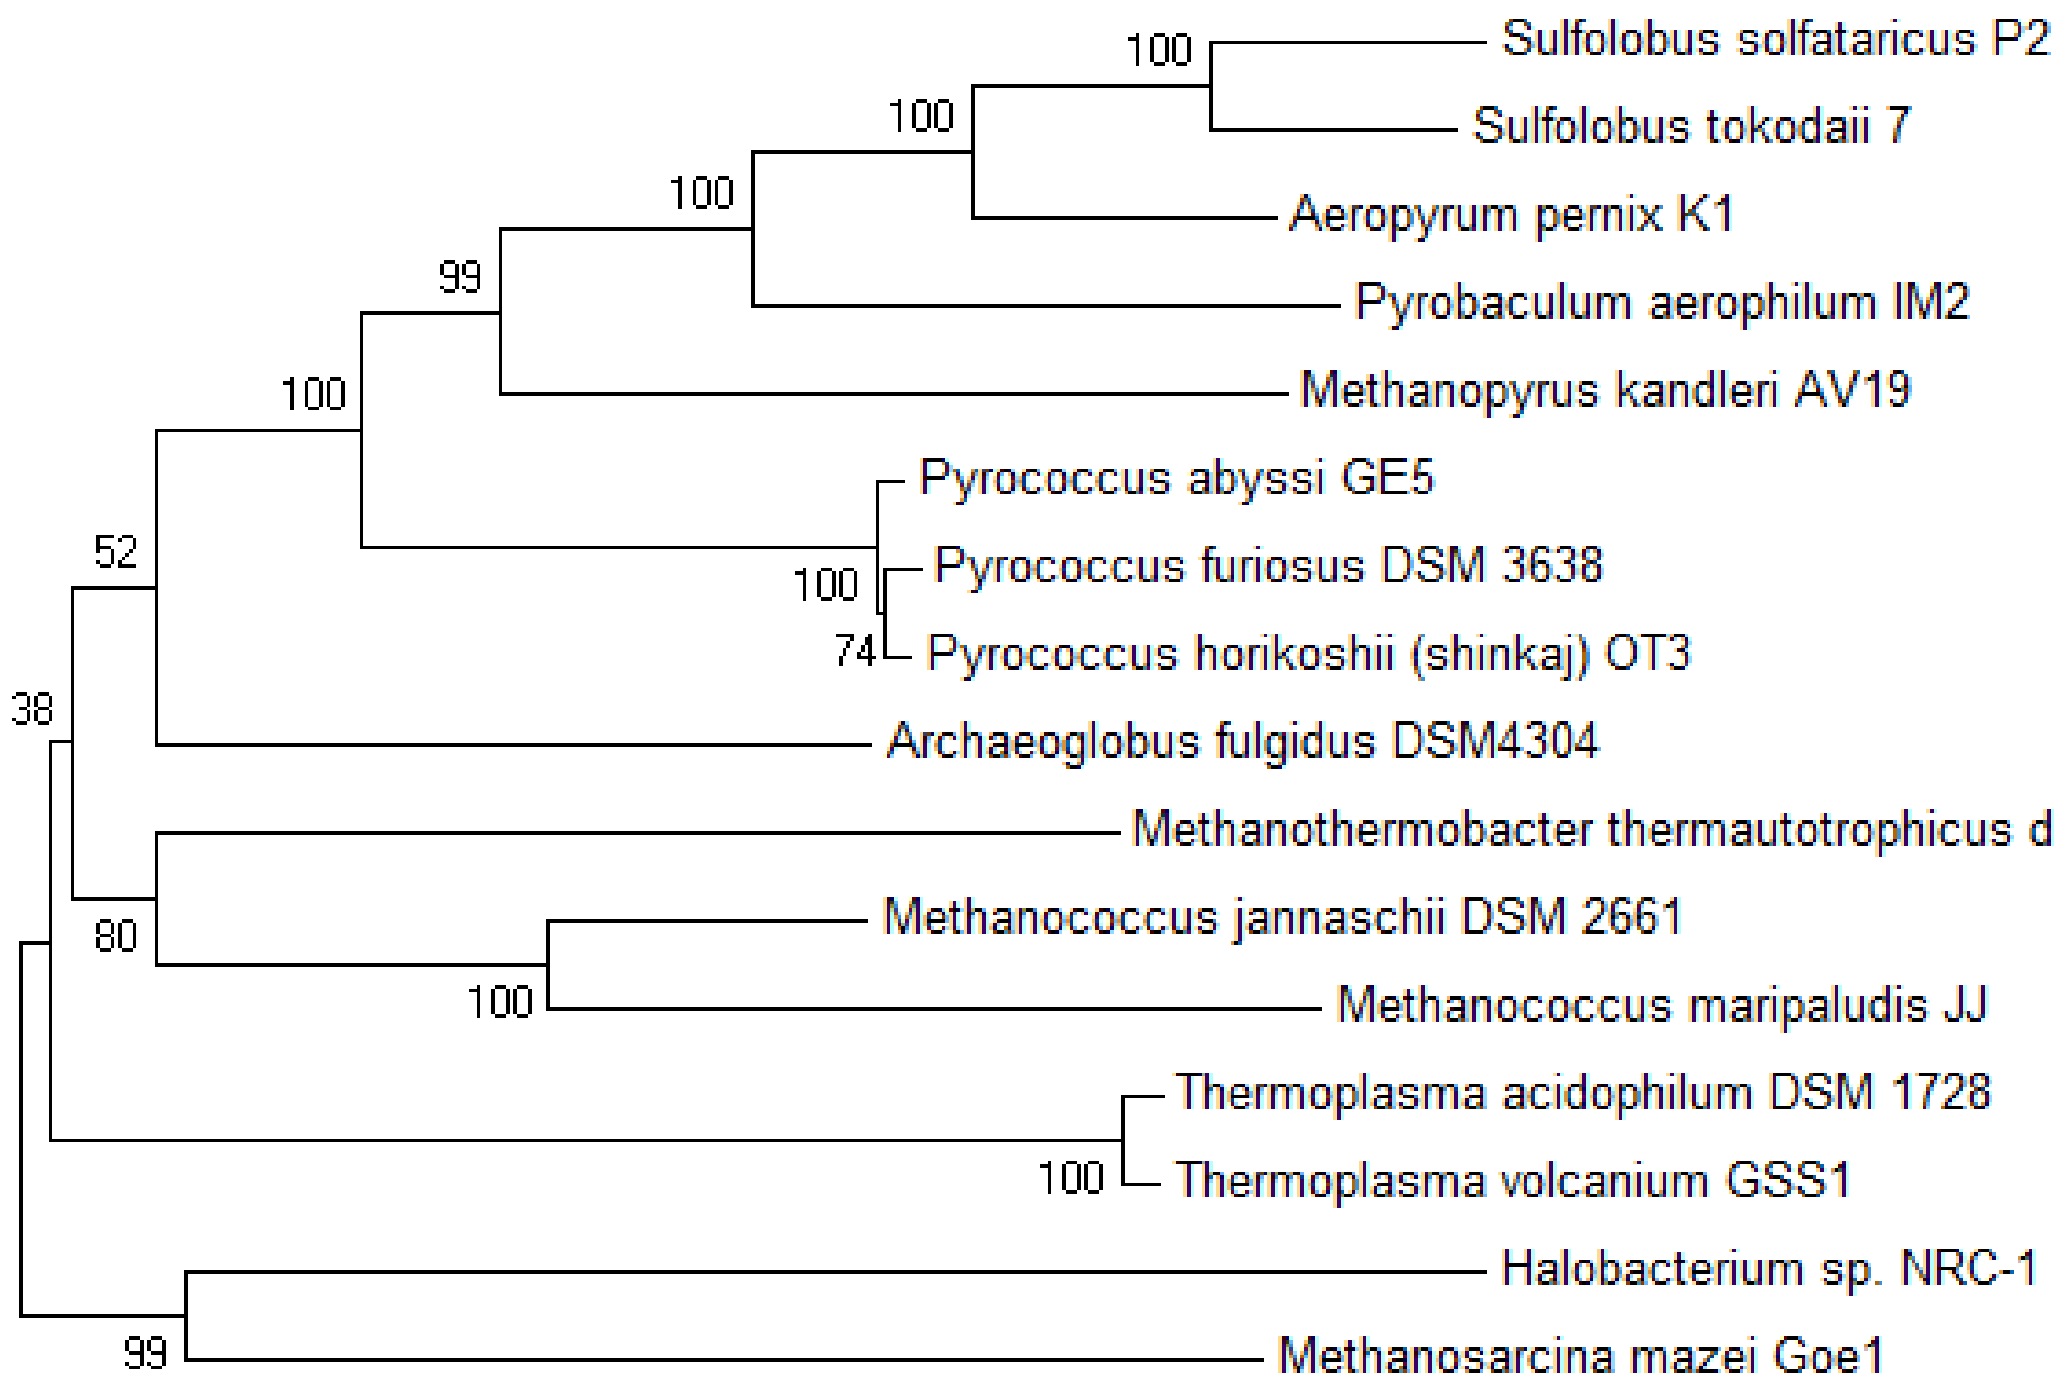 100
Sulfolobus solfataricus P2
100
Sulfolobus tokodaii 7
100
Aeropyrum pernix K1
99
Pyrobaculum aerophilum IM2
100
Methanopyrus kandleri AV19
Pyrococcus abyssi GE5
52
100
Pyrococcus furiosus DSM 3638
74
Pyrococcus horikoshii (shinkaj) OT3
38
Archaeoglobus fulgidus DSM4304
Methanothermobacter thermautotrophicus d
80
Methanococcus jannaschii DSM 2661
100
Methanococcus maripaludis JJ
Thermoplasma acidophilum DSM 1728
100
Thermoplasma volcanium GSS1
Halobacterium sp. NRC-1
99
Methanosarcina mazei Goe1